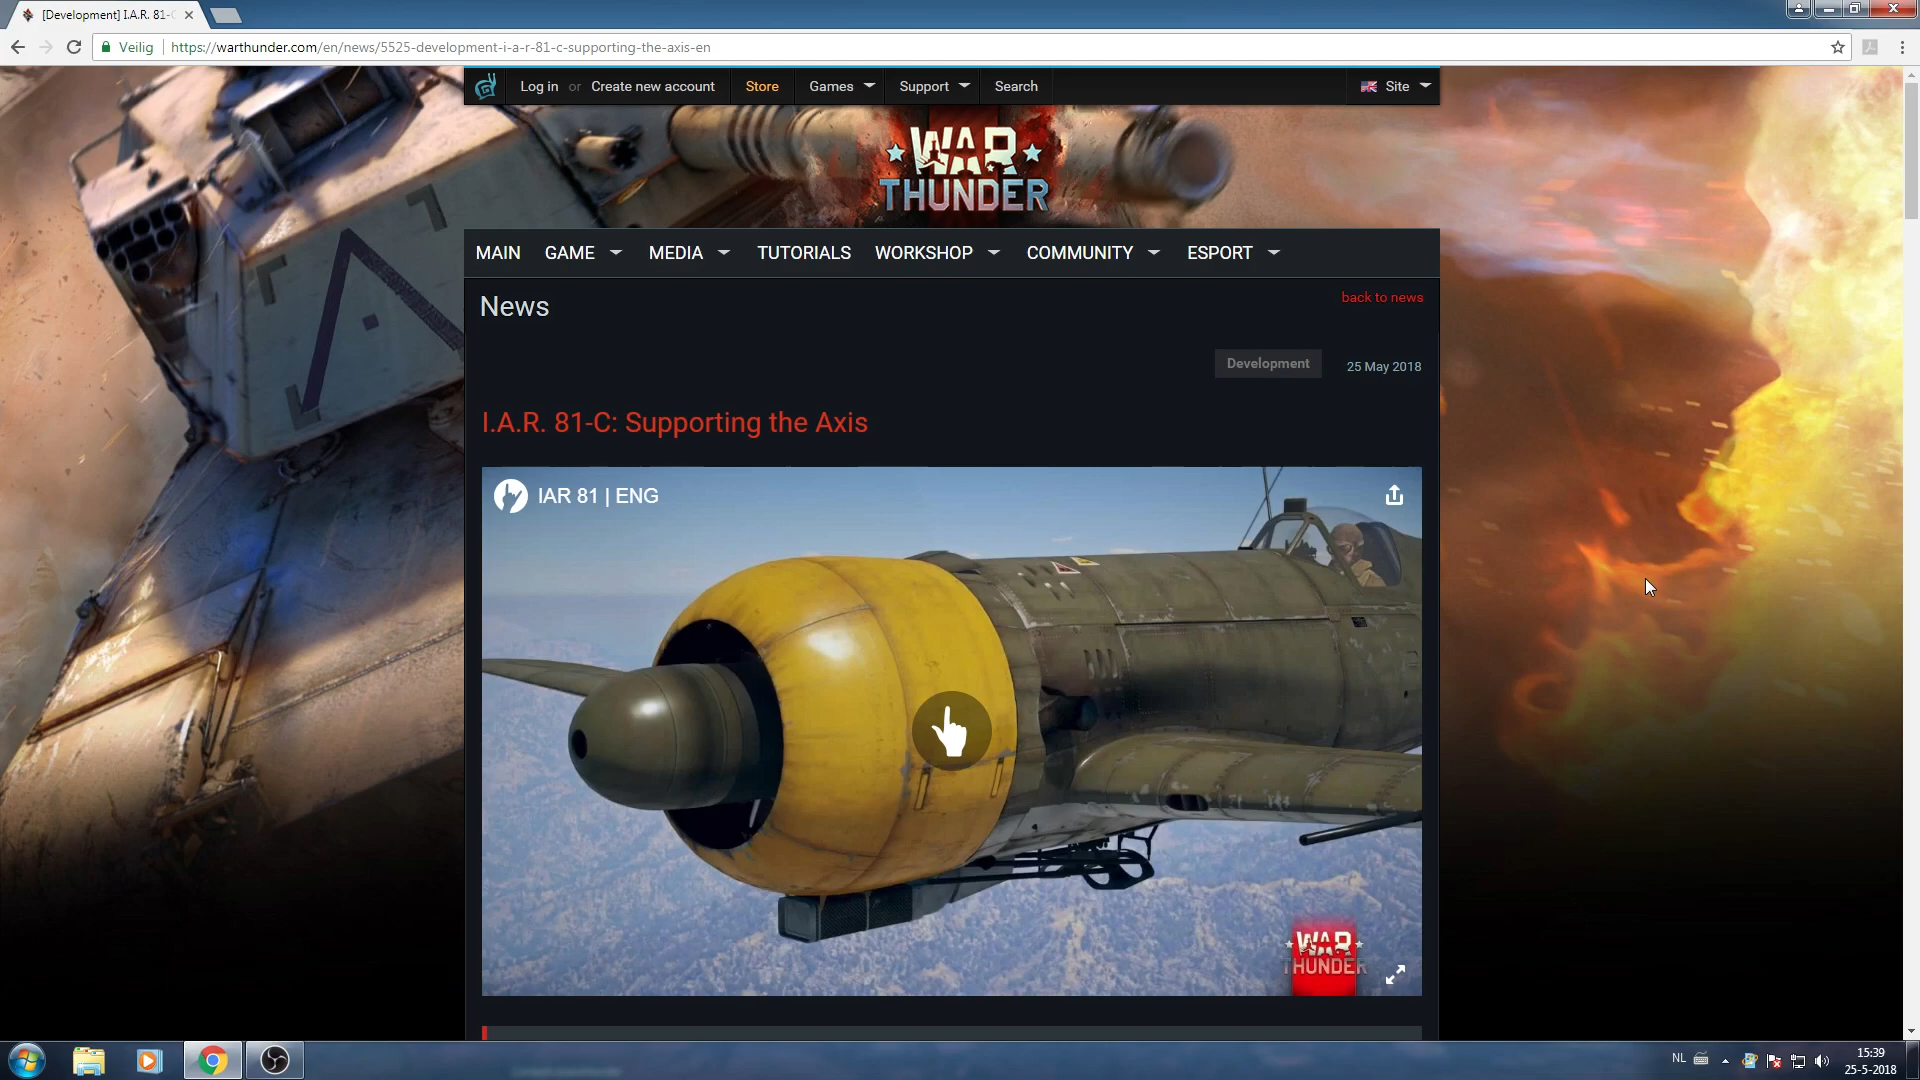 [Development] I.A.R. 81-C
Veilig
https://warthunder.com/en/news/5525-development-i-a-r-81-c-supporting-the-axis-en
Log in or Create new account
Store
Games
Support
Search
Site
WAR
THUNDER
MAIN
GAME
MEDIA
TUTORIALS
WORKSHOP
COMMUNITY
ESPORT
News
back to news
Development
25 May 2018
I.A.R. 81-C: Supporting the Axis
IAR 81 | ENG
WAR
THUNDER
NL
15:39
25-5-2018